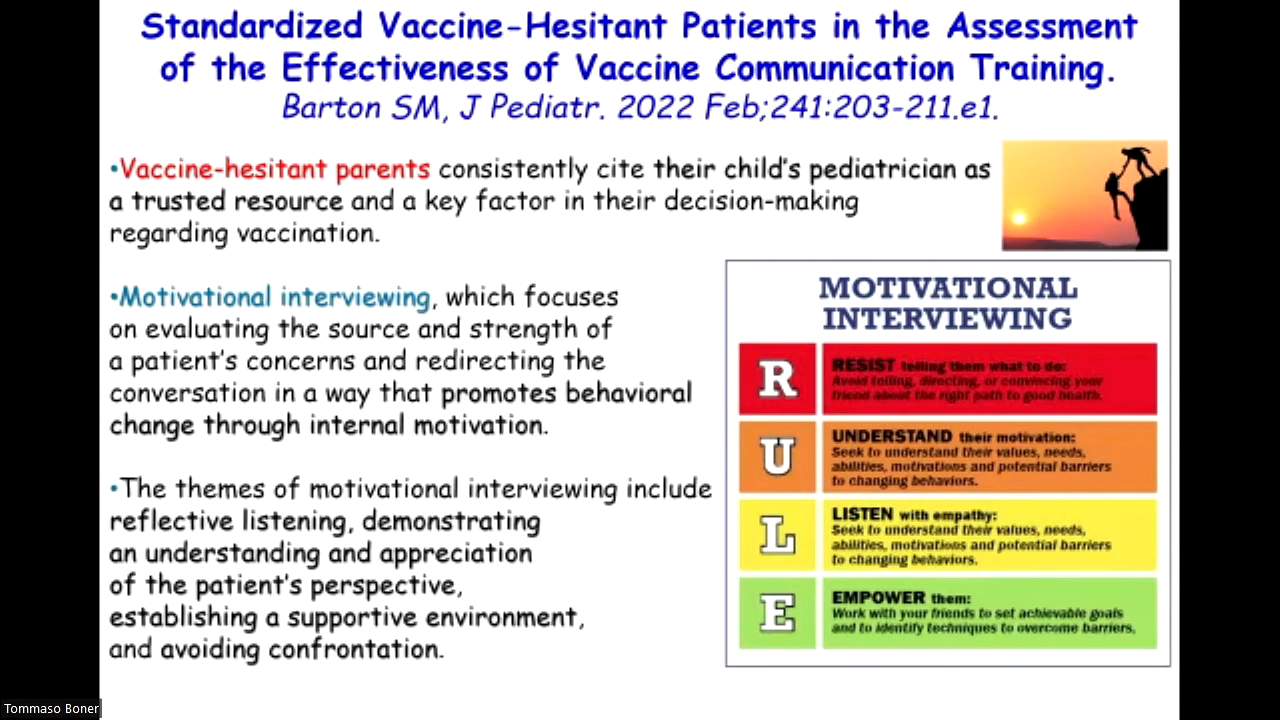 Standardized Vaccine-Hesitant Patients in the Assessment
of the Effectiveness of Vaccine Communication Training.
Barton SM, J Pediatr. 2022 Feb;241:203-211.e1.
•Vaccine-hesitant parents consistently cite their child's pediatrician as
a trusted resource and a key factor in their decision-making
regarding vaccination.
•Motivational interviewing, which focuses
on evaluating the source and strength of
a patient's concerns and redirecting the
conversation in a way that promotes behavioral
change through internal motivation.
•The themes of motivational interviewing include
reflective listening, demonstrating
an understanding and appreciation
of the patient's perspective,
establishing a supportive environment,
and avoiding confrontation.
MOTIVATIONAL
INTERVIEWING
R
RESIST telling them what to do:
Avoid telling, directing, or convincing your
friend about the right path to good health.
U
UNDERSTAND their motivation:
Seek to understand their values, needs,
abilities, motivations and potential barriers
to changing behaviors.
L
LISTEN with empathy:
Seek to understand their values, needs,
abilities, motivations and potential barriers
to changing behaviors.
E
EMPOWER them:
Work with your friends to set achievable goals
and to identify techniques to overcome barriers.
Tommaso Boner